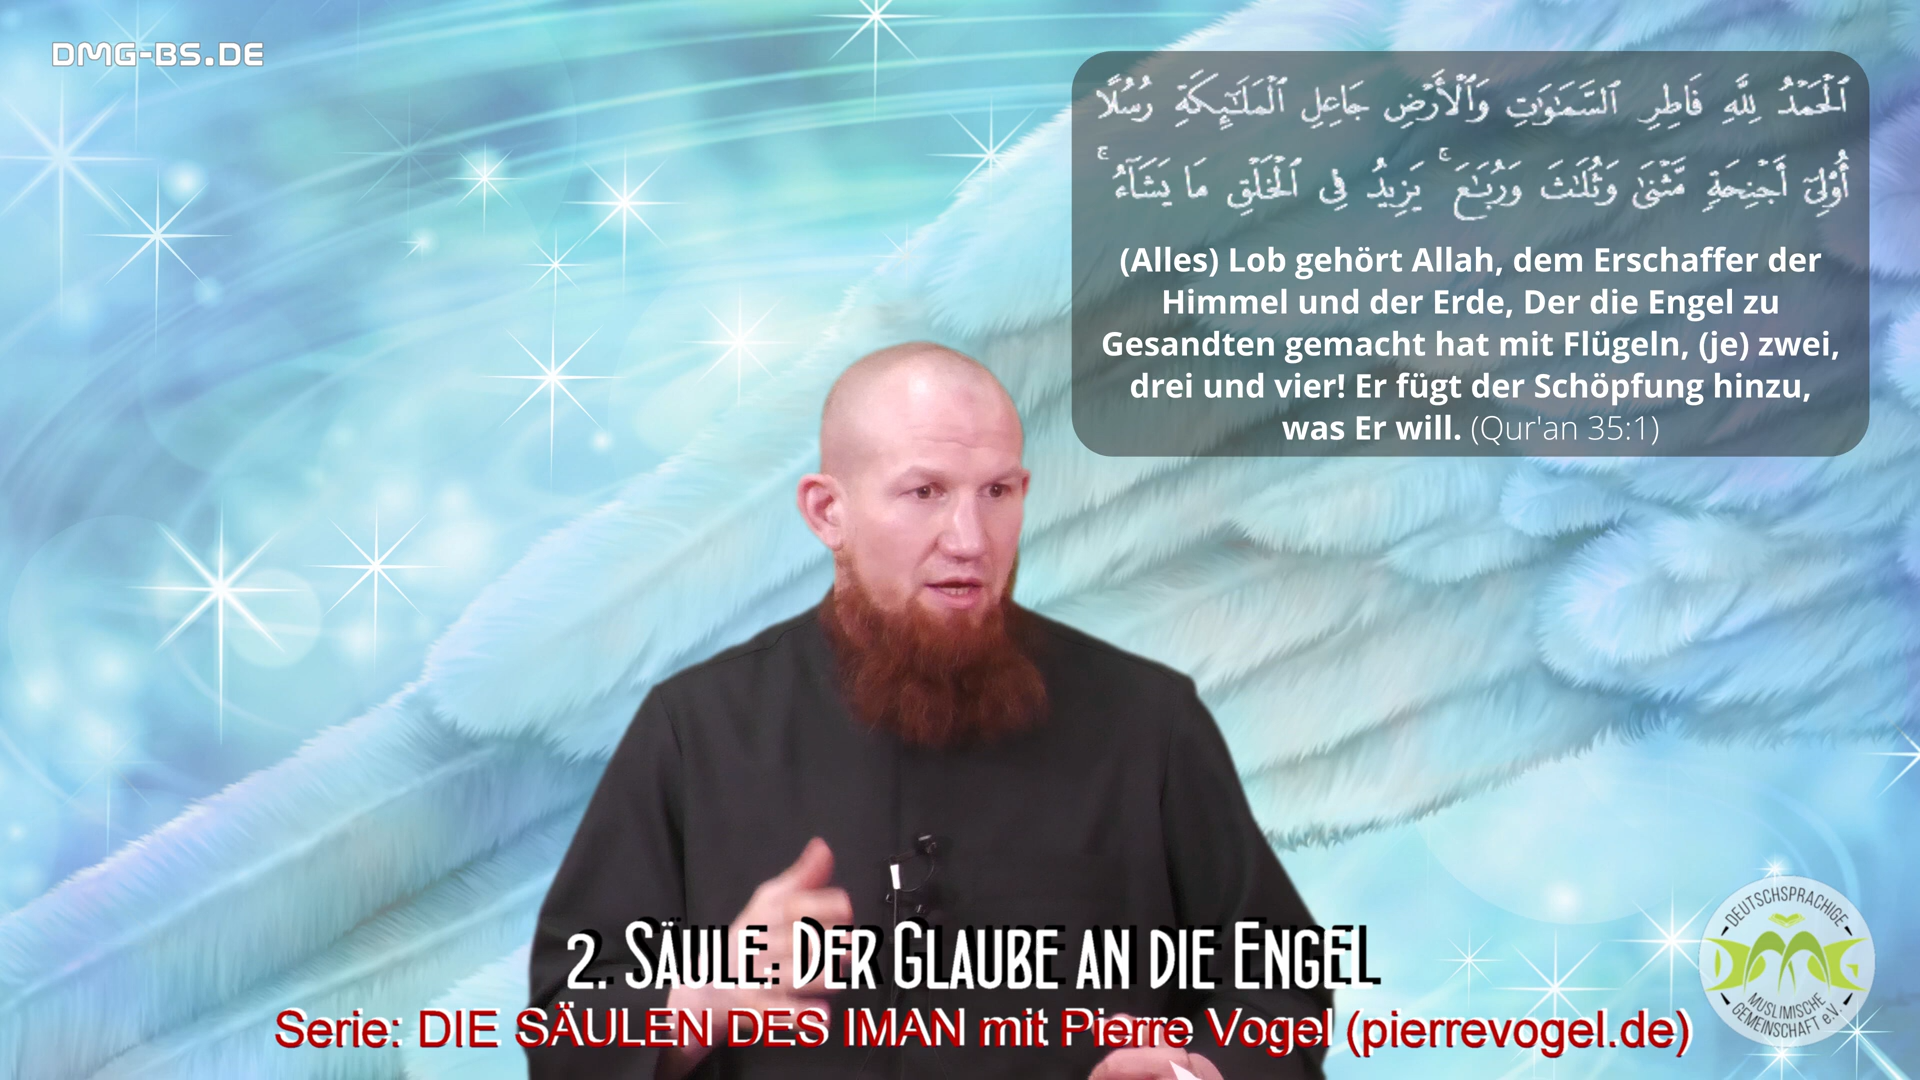 DMG-BS.DE
ٱلْحَمْدُ لِلَّهِ فَاطِرِ ٱلسَّمَـٰوَٰتِ وَٱلْأَرْضِ جَاعِلِ ٱلْمَلَـٰٓئِكَةِ رُسُلًا
أُو۟لِىٓ أَجْنِحَةٍ مَّثْنَىٰ وَثُلَـٰثَ وَرُبَـٰعَ ۚ يَزِيدُ فِى ٱلْخَلْقِ مَا يَشَآءُ ۚ
(Alles) Lob gehört Allah, dem Erschaffer der
Himmel und der Erde, Der die Engel zu
Gesandten gemacht hat mit Flügeln, (je) zwei,
drei und vier! Er fügt der Schöpfung hinzu,
was Er will. (Qur'an 35:1)
2. SÄULE: DER GLAUBE AN DIE ENGEL
Serie: DIE SÄULEN DES IMAN mit Pierre Vogel (pierrevogel.de)
DEUTSCHSPRACHIGE
DMG
MUSLIMISCHE
GEMEINSCHAFT e.V.